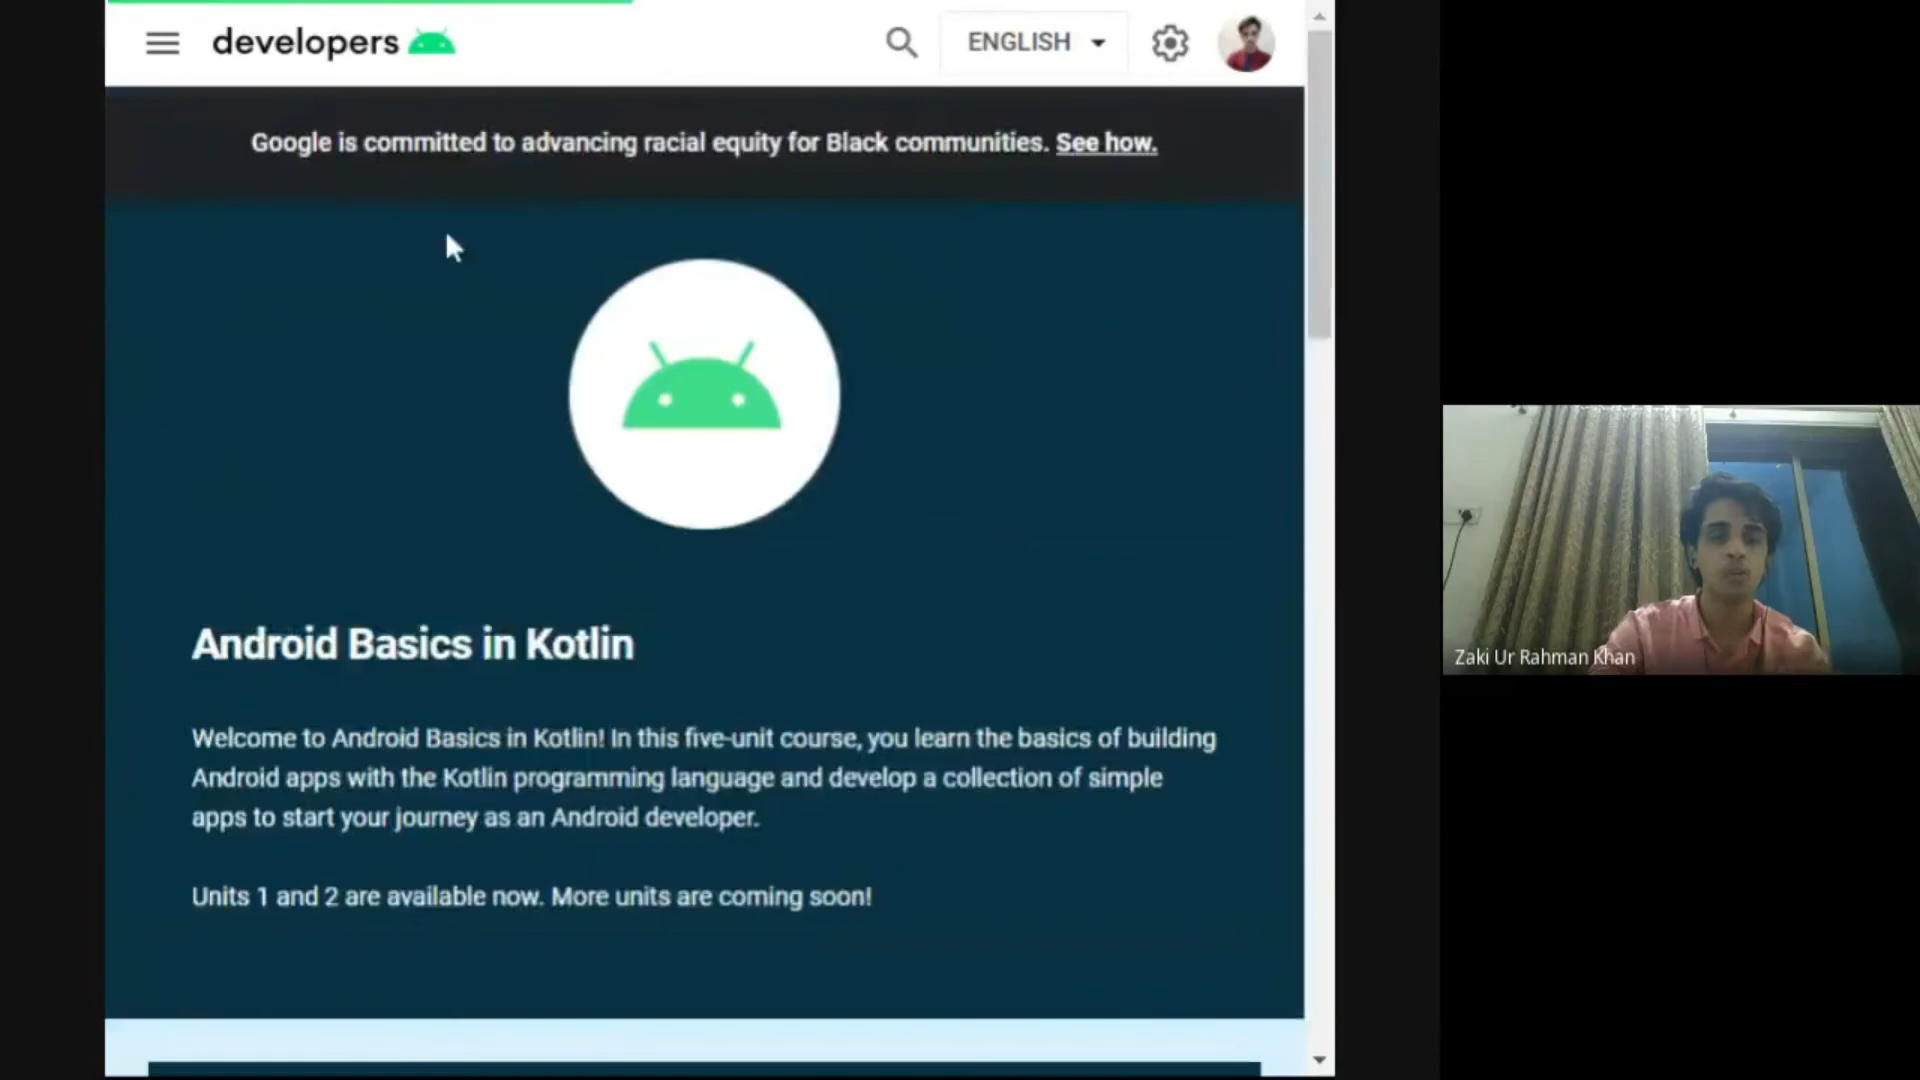 developers
ENGLISH
Google is committed to advancing racial equity for Black communities. See how.
Android Basics in Kotlin
Welcome to Android Basics in Kotlin! In this five-unit course, you learn the basics of building
Android apps with the Kotlin programming language and develop a collection of simple
apps to start your journey as an Android developer.
Units 1 and 2 are available now. More units are coming soon!
Zaki Ur Rahman Khan